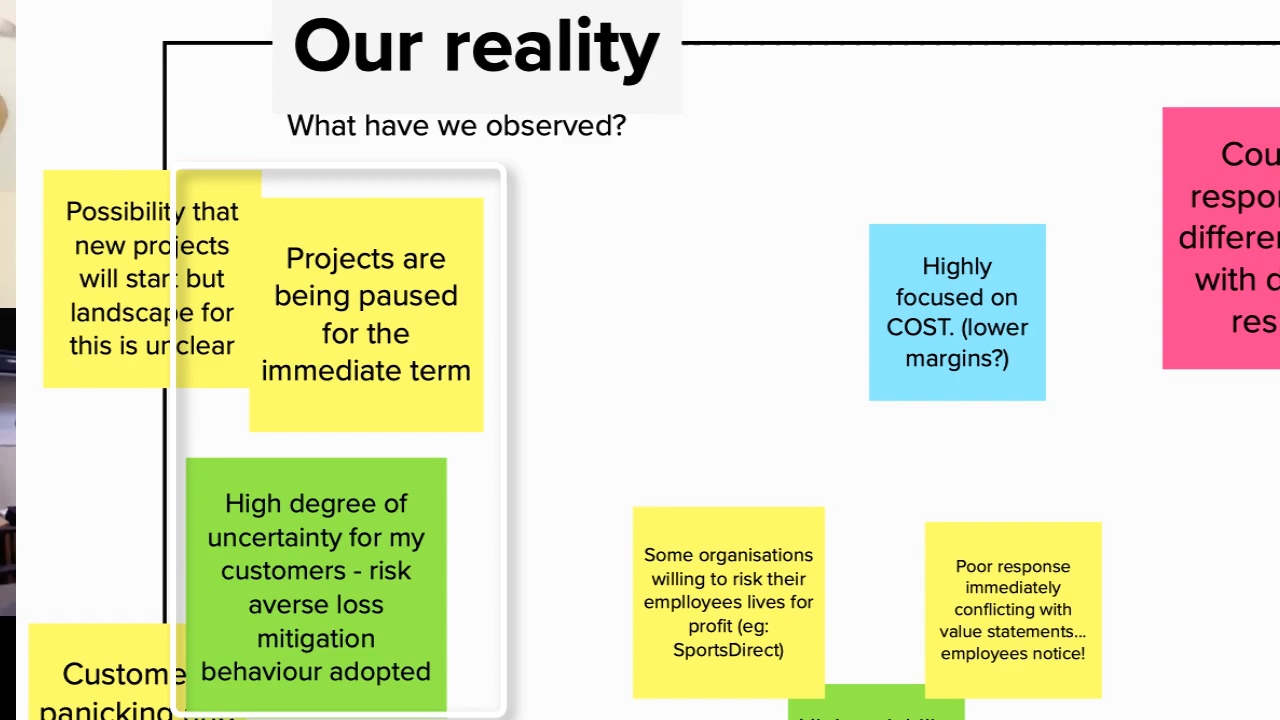 Our reality
What have we observed?
Possibility that
new projects
will start but
landscape for
this is unclear
Projects are
being paused
for the
immediate term
High degree of
uncertainty for my
customers - risk
averse loss
mitigation
behaviour adopted
panicking
Highly
focused on
COST. (lower
margins?)
Some organisations
willing to risk their
emplloyees lives for
profit (eg:
SportsDirect)
Poor response
immediately
conflicting with
value statements...
employees notice!
with